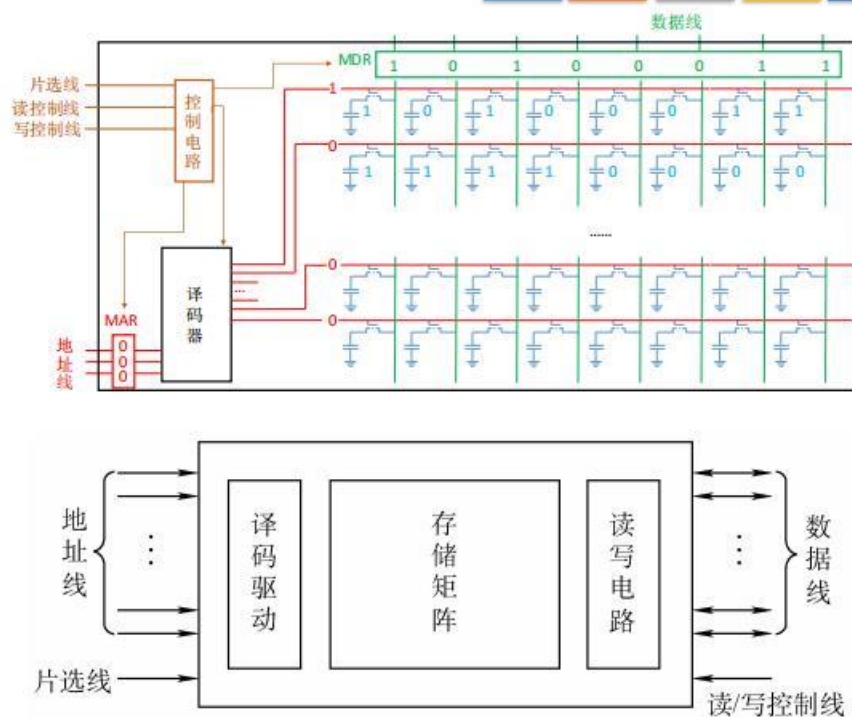 数据线
MDR 1 0 1 0 0 0 1 1
片选线
读控制线
写控制线
控制电路
1
1 0 1 0 0 0 1 1
0
1 1 1 1 0 0 0 0
......
0
0
...
译码器
MAR
地址线
0
0
0
地址线
译码驱动
存储矩阵
读写电路
数据线
片选线
读/写控制线